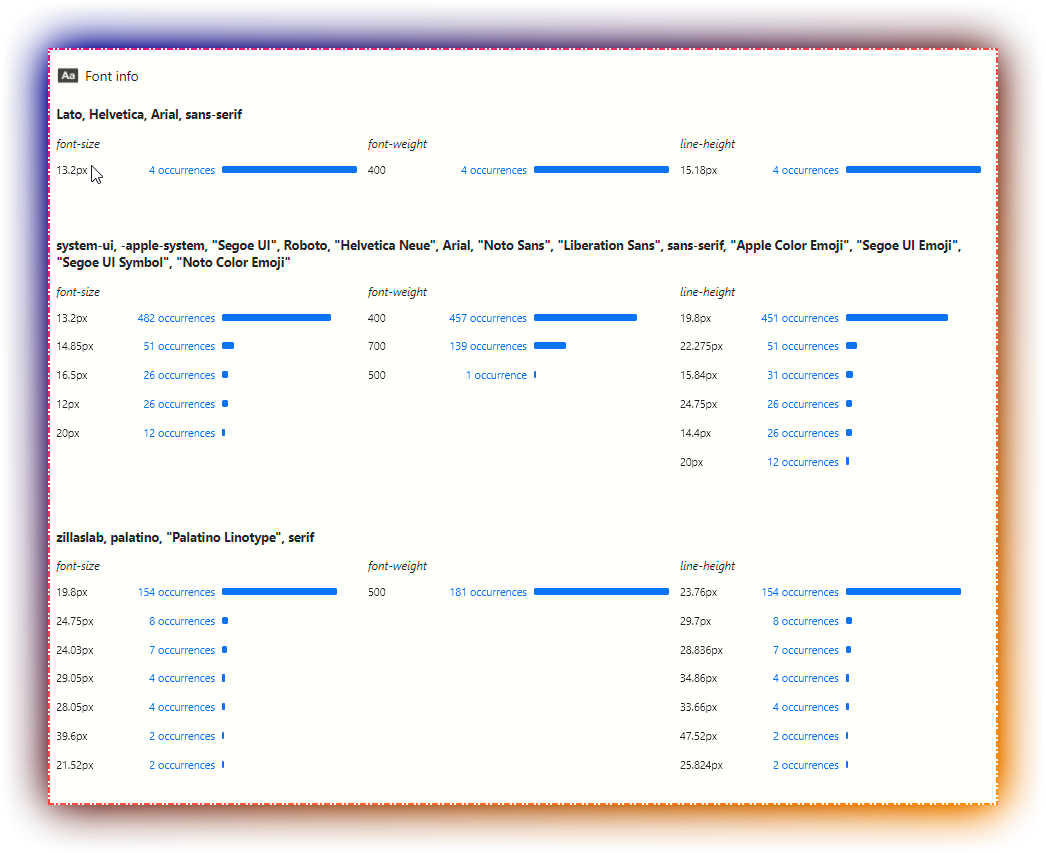 Aa Font info
Lato, Helvetica, Arial, sans-serif
font-size font-weight line-height
13.2px 4 occurrences 400 4 occurrences 15.18px 4 occurrences
system-ui, -apple-system, "Segoe UI", Roboto, "Helvetica Neue", Arial, "Noto Sans", "Liberation Sans", sans-serif, "Apple Color Emoji", "Segoe UI Emoji",
"Segoe UI Symbol", "Noto Color Emoji"
font-size font-weight line-height
13.2px 482 occurrences 400 457 occurrences 19.8px 451 occurrences
14.85px 51 occurrences 700 139 occurrences 22.275px 51 occurrences
16.5px 26 occurrences 500 1 occurrence 15.84px 31 occurrences
12px 26 occurrences 24.75px 26 occurrences
20px 12 occurrences 14.4px 26 occurrences
20px 12 occurrences
zillaslab, palatino, "Palatino Linotype", serif
font-size font-weight line-height
19.8px 154 occurrences 500 181 occurrences 23.76px 154 occurrences
24.75px 8 occurrences 29.7px 8 occurrences
24.03px 7 occurrences 28.836px 7 occurrences
29.05px 4 occurrences 34.86px 4 occurrences
28.05px 4 occurrences 33.66px 4 occurrences
39.6px 2 occurrences 47.52px 2 occurrences
21.52px 2 occurrences 25.824px 2 occurrences